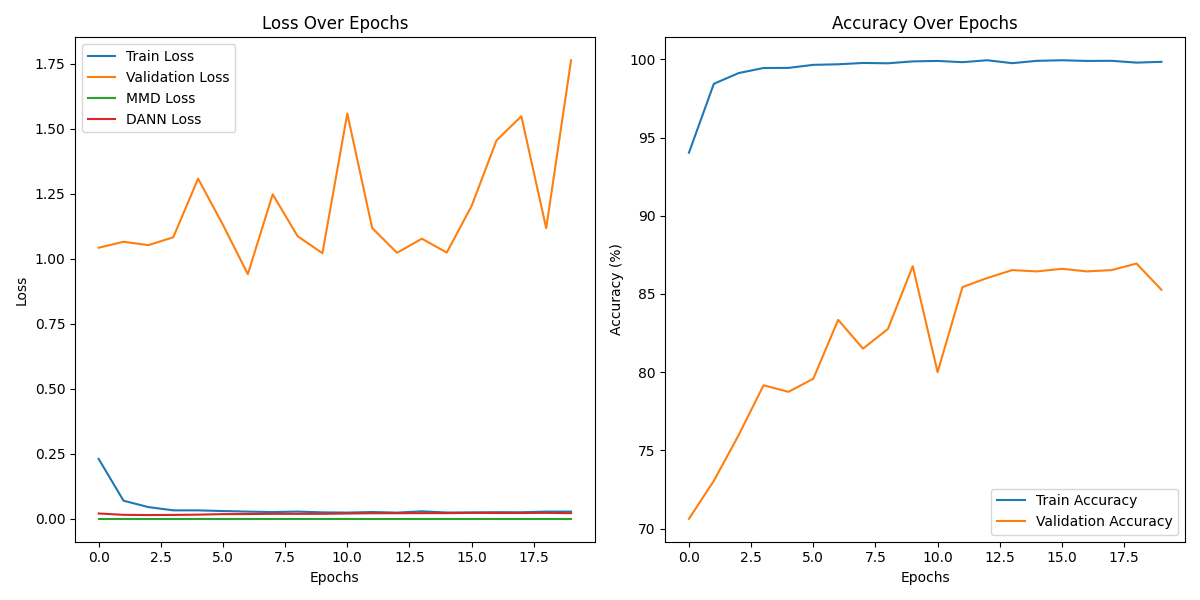 Loss Over Epochs
Train Loss
Validation Loss
MMD Loss
DANN Loss
1.75
1.50
1.25
1.00
0.75
0.50
0.25
0.00
Loss
0.0 2.5 5.0 7.5 10.0 12.5 15.0 17.5
Epochs
Accuracy Over Epochs
100
95
90
85
80
75
70
Accuracy (%)
Train Accuracy
Validation Accuracy
0.0 2.5 5.0 7.5 10.0 12.5 15.0 17.5
Epochs